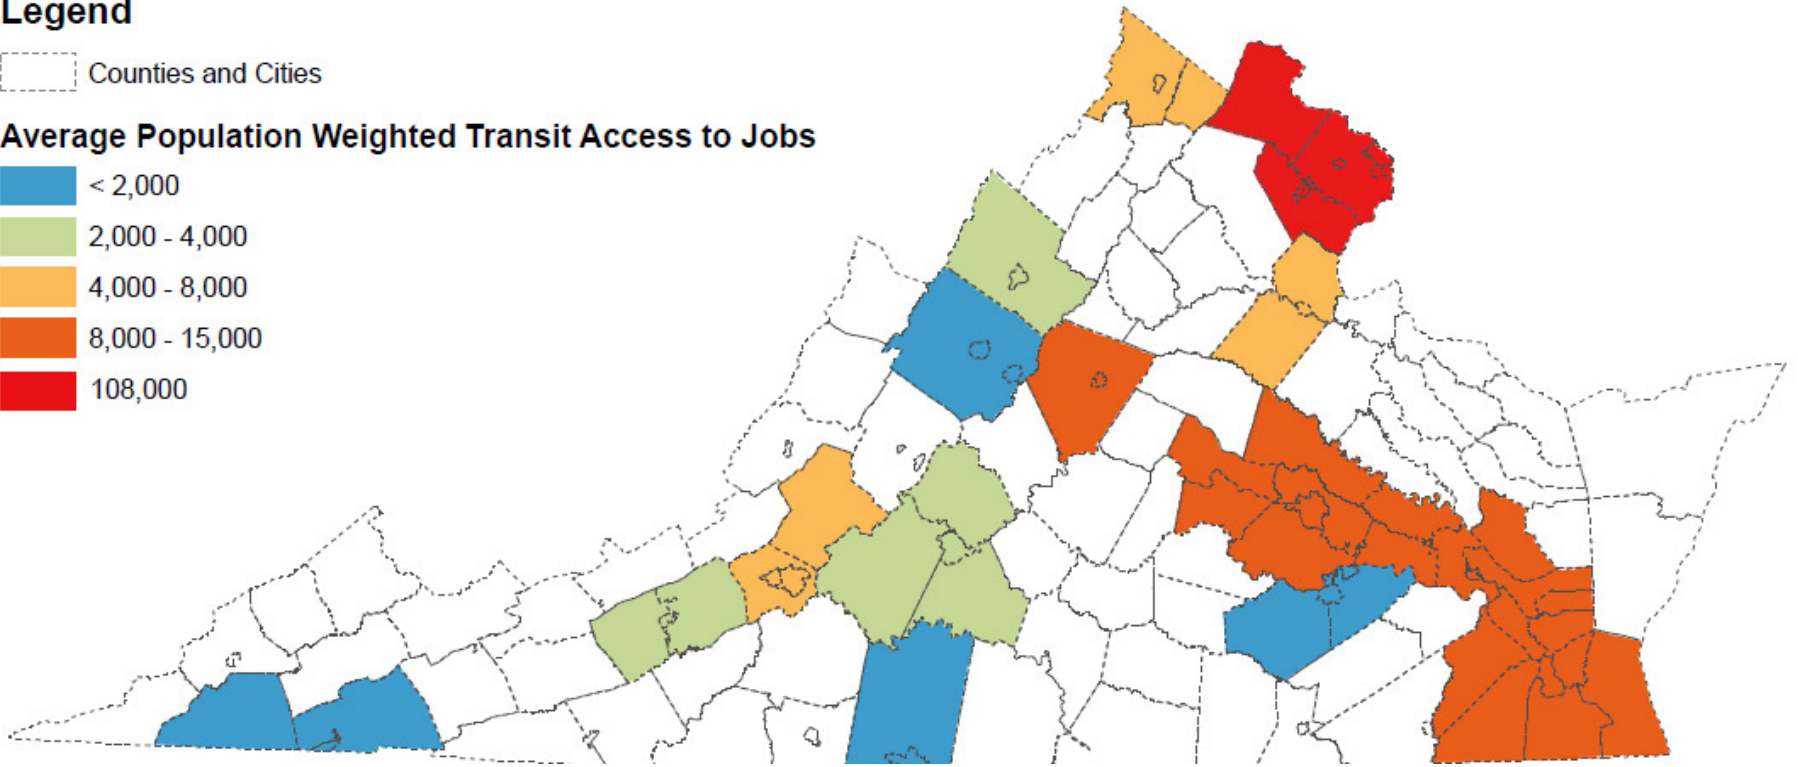 Legend
Counties and Cities
Average Population Weighted Transit Access to Jobs
< 2,000
2,000 - 4,000
4,000 - 8,000
8,000 - 15,000
108,000